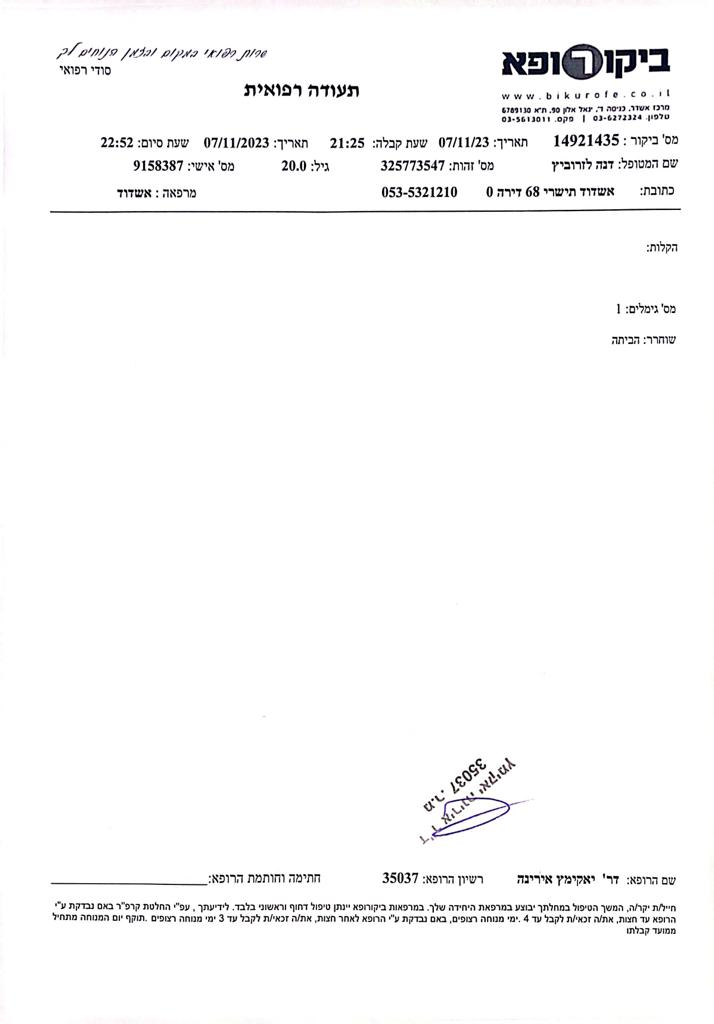 שרות רפואי במקום ובזמן הנוחים לך
סודי רפואי
ביקורופא
www.bikurofe.co.il
מרכז אשדר, כניסה ד', יגאל אלון 90, ת"א 6789130
טלפון. 03-6272324 | פקס. 03-5613011
תעודה רפואית
מס' ביקור : 14921435 תאריך: 07/11/23 שעת קבלה: 21:25 תאריך: 07/11/2023 שעת סיום: 22:52
שם המטופל: דנה לזרוביץ מס' זהות: 325773547 גיל: 20.0 מס' אישי: 9158387
כתובת: אשדוד תישרי 68 דירה 0 053-5321210 מרפאה : אשדוד
הקלות:
מס' גימלים: 1
שוחרר: הביתה
ד"ר אירינה יאקימץ
מ.ר. 35037
שם הרופא: דר' יאקימץ אירינה רשיון הרופא: 35037 חתימה וחותמת הרופא:
חייל/ת יקר/ה, המשך הטיפול במחלתך יבוצע במרפאת היחידה שלך. במרפאות ביקורופא יינתן טיפול דחוף וראשוני בלבד. לידיעתך , עפ"י החלטת קרפ"ר באם נבדקת ע"י
הרופא עד חצות, את/ה זכאי/ת לקבל עד 4 .ימי מנוחה רצופים, באם נבדקת ע"י הרופא לאחר חצות, את/ה זכאי/ת לקבל עד 3 ימי מנוחה רצופים .תוקף יום המנוחה מתחיל
ממועד קבלתו